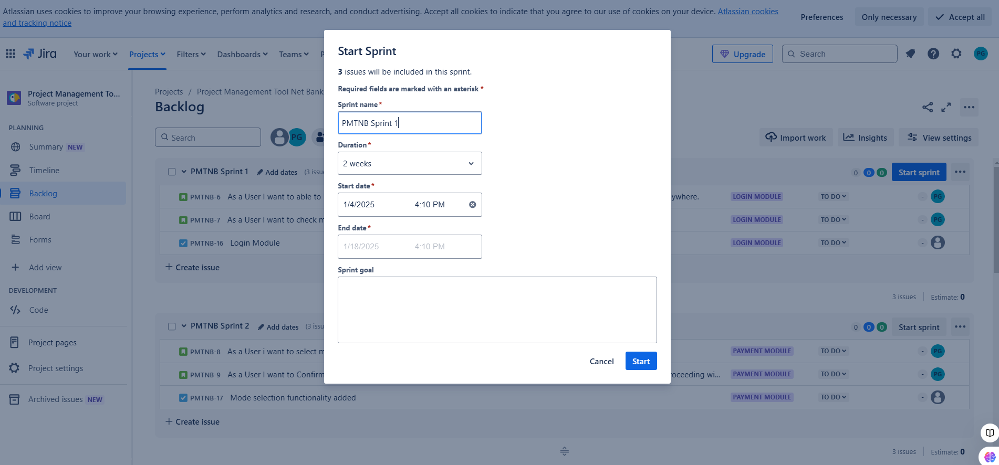 Atlassian uses cookies to improve your browsing experience, perform analytics and research, and conduct advertising. Accept all cookies to indicate that you agree to our use of cookies on your device. Atlassian cookies
and tracking notice
Preferences
Only necessary
Accept all
Jira
Your work
Projects
Filters
Dashboards
Teams
P
Upgrade
Search
PG
Project Management To...
Software project
PLANNING
Summary NEW
Timeline
Backlog
Board
Forms
Add view
DEVELOPMENT
Code
Project pages
Project settings
Archived issues NEW
Projects / Project Management Tool Net Bank
Backlog
Search
PG
Import work
Insights
View settings
PMTNB Sprint 1 Add dates (3 issu
0 0 0 Start sprint
PMTNB-6 As a User I want to able to
ywhere. LOGIN MODULE TO DO - PG
PMTNB-7 As a User I want to check m
LOGIN MODULE TO DO - PG
PMTNB-16 Login Module
LOGIN MODULE TO DO -
Create issue
3 issues Estimate: 0
PMTNB Sprint 2 Add dates (3 issu
0 0 0 Start sprint
PMTNB-8 As a User i want to select m
PAYMENT MODULE TO DO - PG
PMTNB-9 As a User I want to Confirm
roceeding wi... PAYMENT MODULE TO DO - PG
PMTNB-17 Mode selection functionality added
PAYMENT MODULE TO DO -
Create issue
3 issues Estimate: 0
Start Sprint
3 issues will be included in this sprint.
Required fields are marked with an asterisk *
Sprint name *
PMTNB Sprint 1
Duration *
2 weeks
Start date *
1/4/2025 4:10 PM
End date *
1/18/2025 4:10 PM
Sprint goal
Cancel
Start